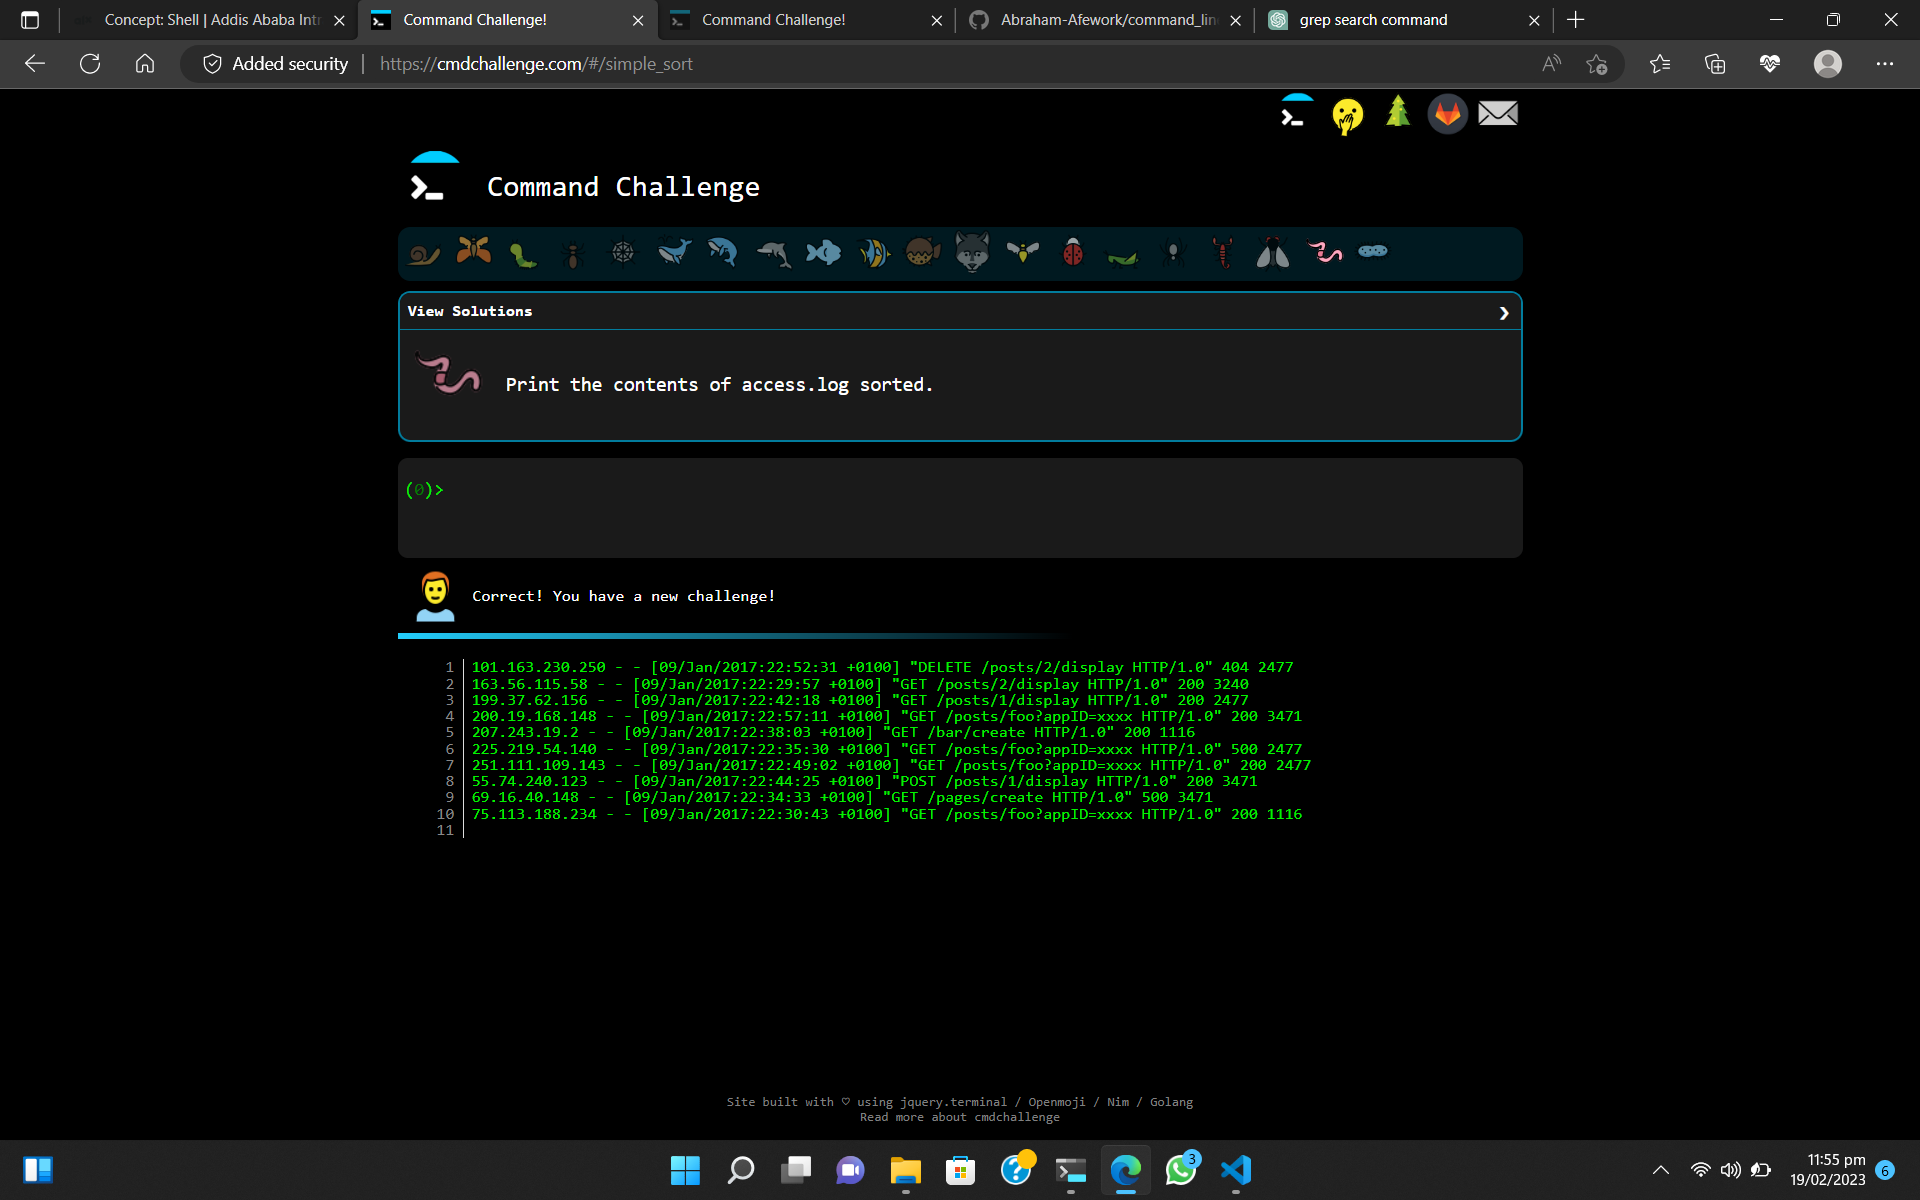 Concept: Shell | Addis Ababa Intr
Command Challenge!
Command Challenge!
Abraham-Afework/command_lin
grep search command
Added security
https://cmdchallenge.com/#/simple_sort
Command Challenge
View Solutions
Print the contents of access.log sorted.
(0)>
Correct! You have a new challenge!
1 101.163.230.250 - - [09/Jan/2017:22:52:31 +0100] "DELETE /posts/2/display HTTP/1.0" 404 2477
2 163.56.115.58 - - [09/Jan/2017:22:29:57 +0100] "GET /posts/2/display HTTP/1.0" 200 3240
3 199.37.62.156 - - [09/Jan/2017:22:42:18 +0100] "GET /posts/1/display HTTP/1.0" 200 2477
4 200.19.168.148 - - [09/Jan/2017:22:57:11 +0100] "GET /posts/foo?appID=xxxx HTTP/1.0" 200 3471
5 207.243.19.2 - - [09/Jan/2017:22:38:03 +0100] "GET /bar/create HTTP/1.0" 200 1116
6 225.219.54.140 - - [09/Jan/2017:22:35:30 +0100] "GET /posts/foo?appID=xxxx HTTP/1.0" 500 2477
7 251.111.109.143 - - [09/Jan/2017:22:49:02 +0100] "GET /posts/foo?appID=xxxx HTTP/1.0" 200 2477
8 55.74.240.123 - - [09/Jan/2017:22:44:25 +0100] "POST /posts/1/display HTTP/1.0" 200 3471
9 69.16.40.148 - - [09/Jan/2017:22:34:33 +0100] "GET /pages/create HTTP/1.0" 500 3471
10 75.113.188.234 - - [09/Jan/2017:22:30:43 +0100] "GET /posts/foo?appID=xxxx HTTP/1.0" 200 1116
11
Site built with ♡ using jquery.terminal / Openmoji / Nim / Golang
Read more about cmdchallenge
3
11:55 pm
19/02/2023
6